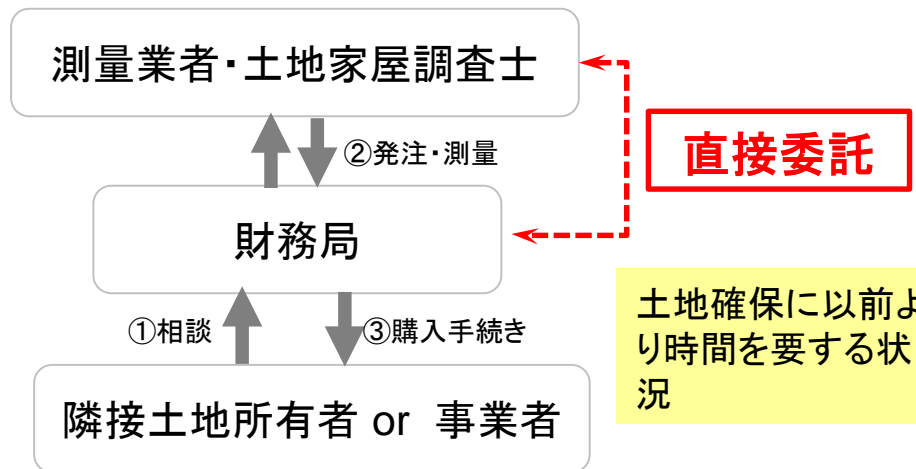 測量業者・土地家屋調査士
②発注・測量
直接委託
財務局
①相談
③購入手続き
土地確保に以前よ
り時間を要する状
況
隣接土地所有者 or 事業者